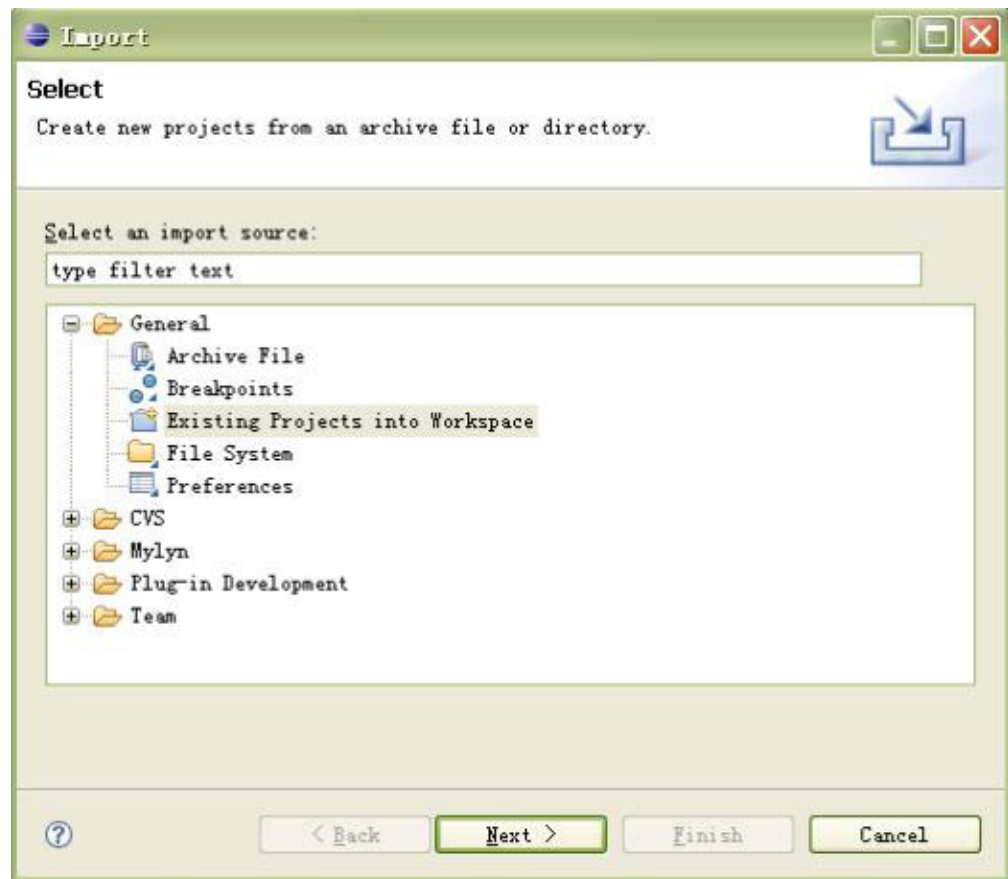 Import
Select
Create new projects from an archive file or directory.
Select an import source:
type filter text
General
Archive File
Breakpoints
Existing Projects into Workspace
File System
Preferences
CVS
Mylyn
Plug-in Development
Team
?
< Back
Next >
Finish
Cancel